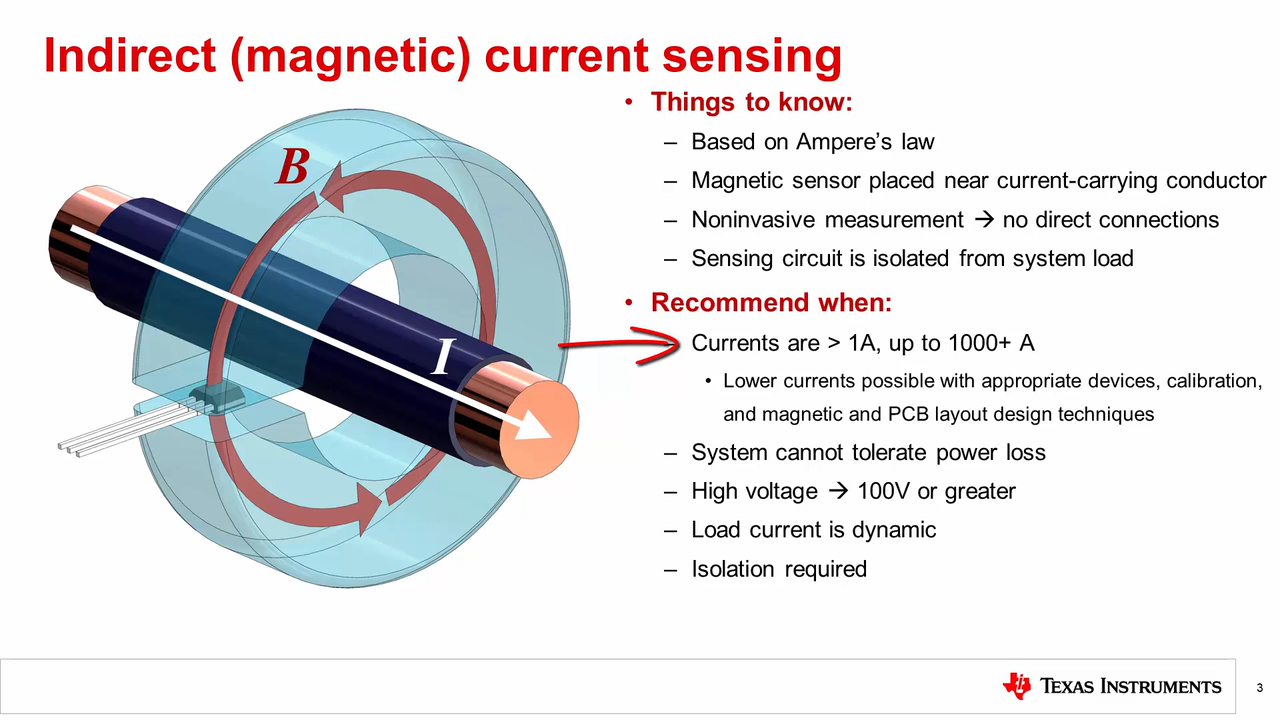 Indirect (magnetic) current sensing
B
I
• Things to know:
– Based on Ampere’s law
– Magnetic sensor placed near current-carrying conductor
– Noninvasive measurement → no direct connections
– Sensing circuit is isolated from system load
• Recommend when:
– Currents are > 1A, up to 1000+ A
• Lower currents possible with appropriate devices, calibration,
and magnetic and PCB layout design techniques
– System cannot tolerate power loss
– High voltage → 100V or greater
– Load current is dynamic
– Isolation required
TEXAS INSTRUMENTS
3